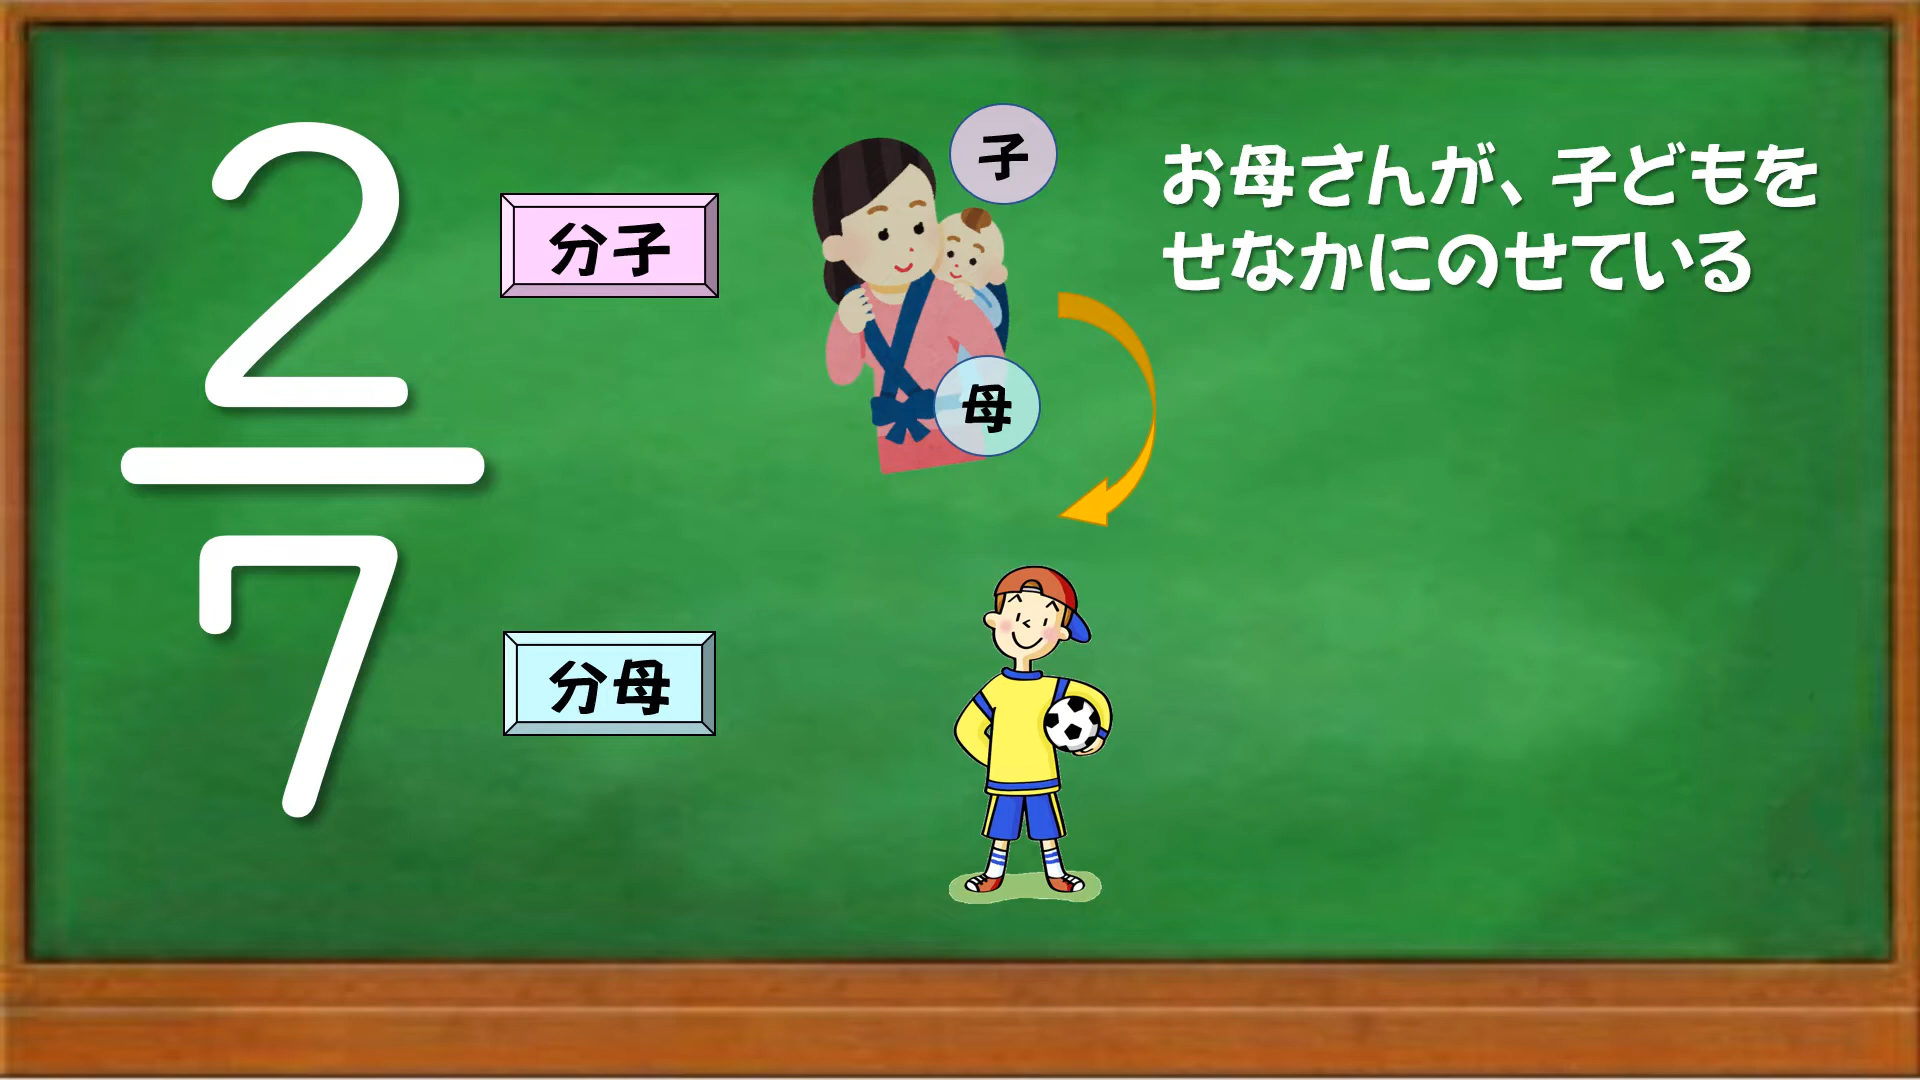 2
7
分子
分母
子
母
お母さんが、子どもを
せなかにのせている